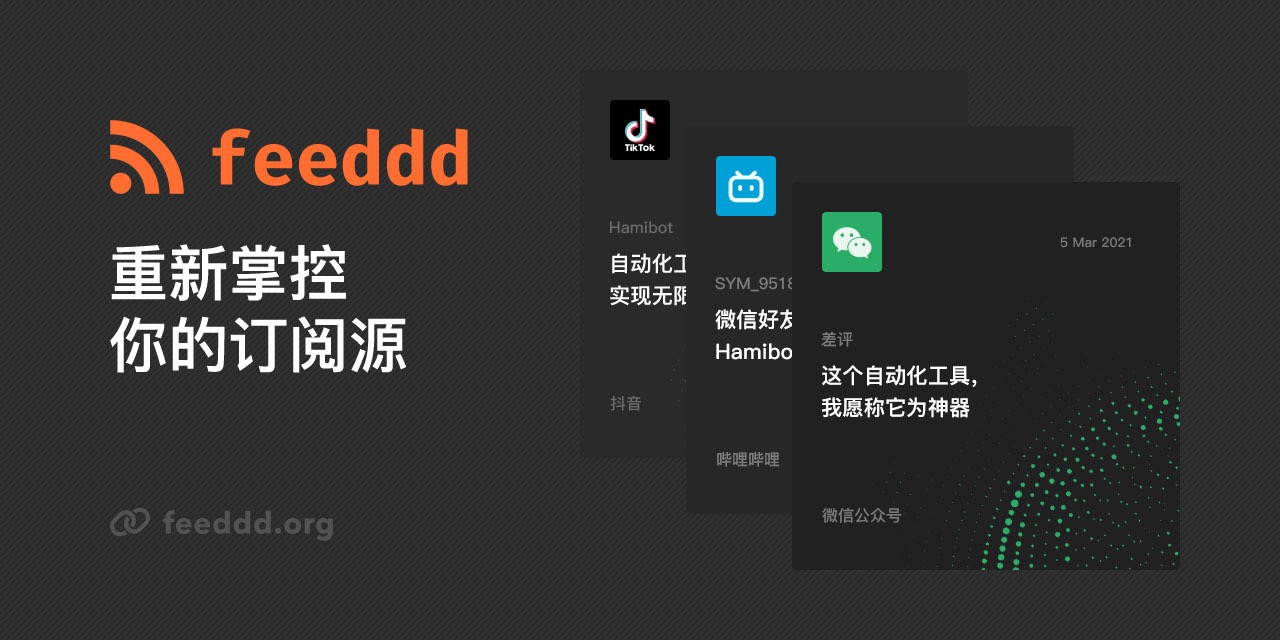 feeddd
重新掌控
你的订阅源
feeddd.org
TikTok
Hamibot
自动化工
实现无限
抖音
SYM_9518
微信好友
Hamibo
哔哩哔哩
5 Mar 2021
差评
这个自动化工具，
我愿称它为神器
微信公众号